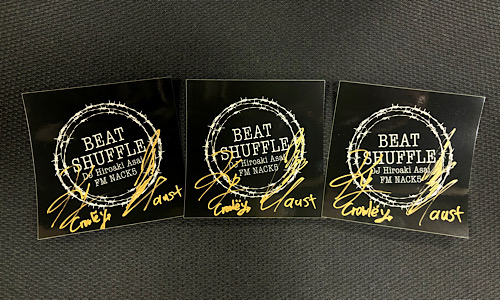 BEAT
SHUFFLE
DJ Hiroaki Asai
FM NACK5
Crowley
Faust
BEAT
SHUFFLE
DJ Hiroaki Asai
FM NACK5
Crowley
Faust
BEAT
SHUFFLE
DJ Hiroaki Asai
FM NACK5
Crowley
Faust